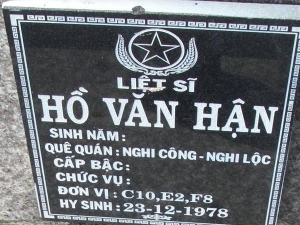 LIỆT SĨ
HỒ VĂN HẬN
SINH NĂM :
QUÊ QUÁN : NGHI CÔNG - NGHI LỘC
CẤP BẬC :
CHỨC VỤ :
ĐƠN VỊ : C10,E2,F8
HY SINH : 23-12-1978